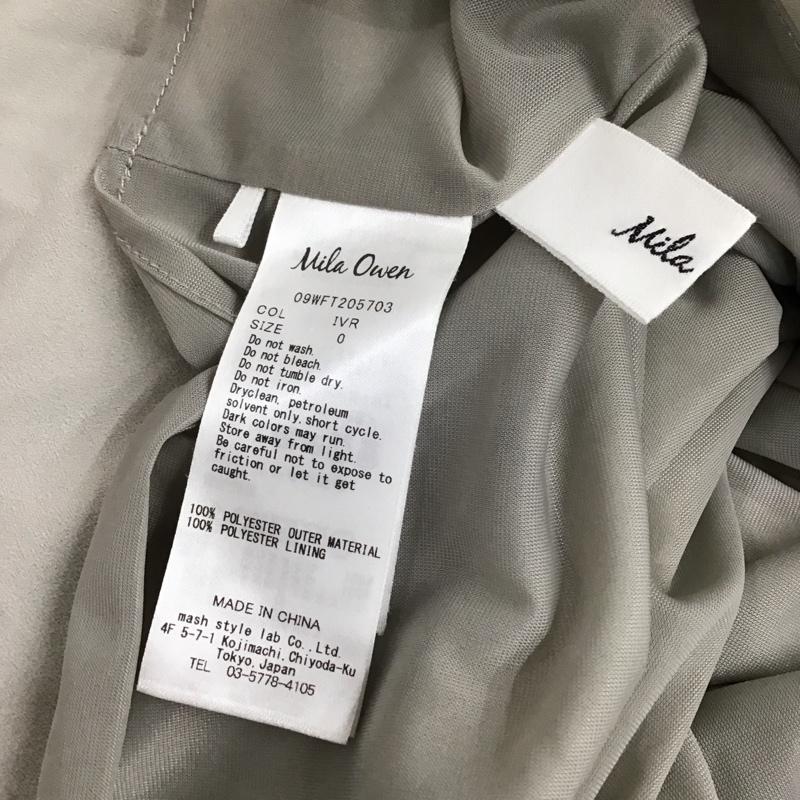 Mila Owen
09WFT205703
COL IVR
SIZE 0
Do not wash.
Do not bleach.
Do not tumble dry.
Do not iron.
Dryclean, petroleum
solvent only.short cycle.
Dark colors may run.
Store away from light.
Be careful not to expose to
friction or let it get
caught.
100% POLYESTER OUTER MATERIAL
100% POLYESTER LINING
MADE IN CHINA
mash style lab Co.,Ltd.
4F 5-7-1 Kojimachi,Chiyoda-Ku
Tokyo,Japan
TEL 03-5778-4105
Mila